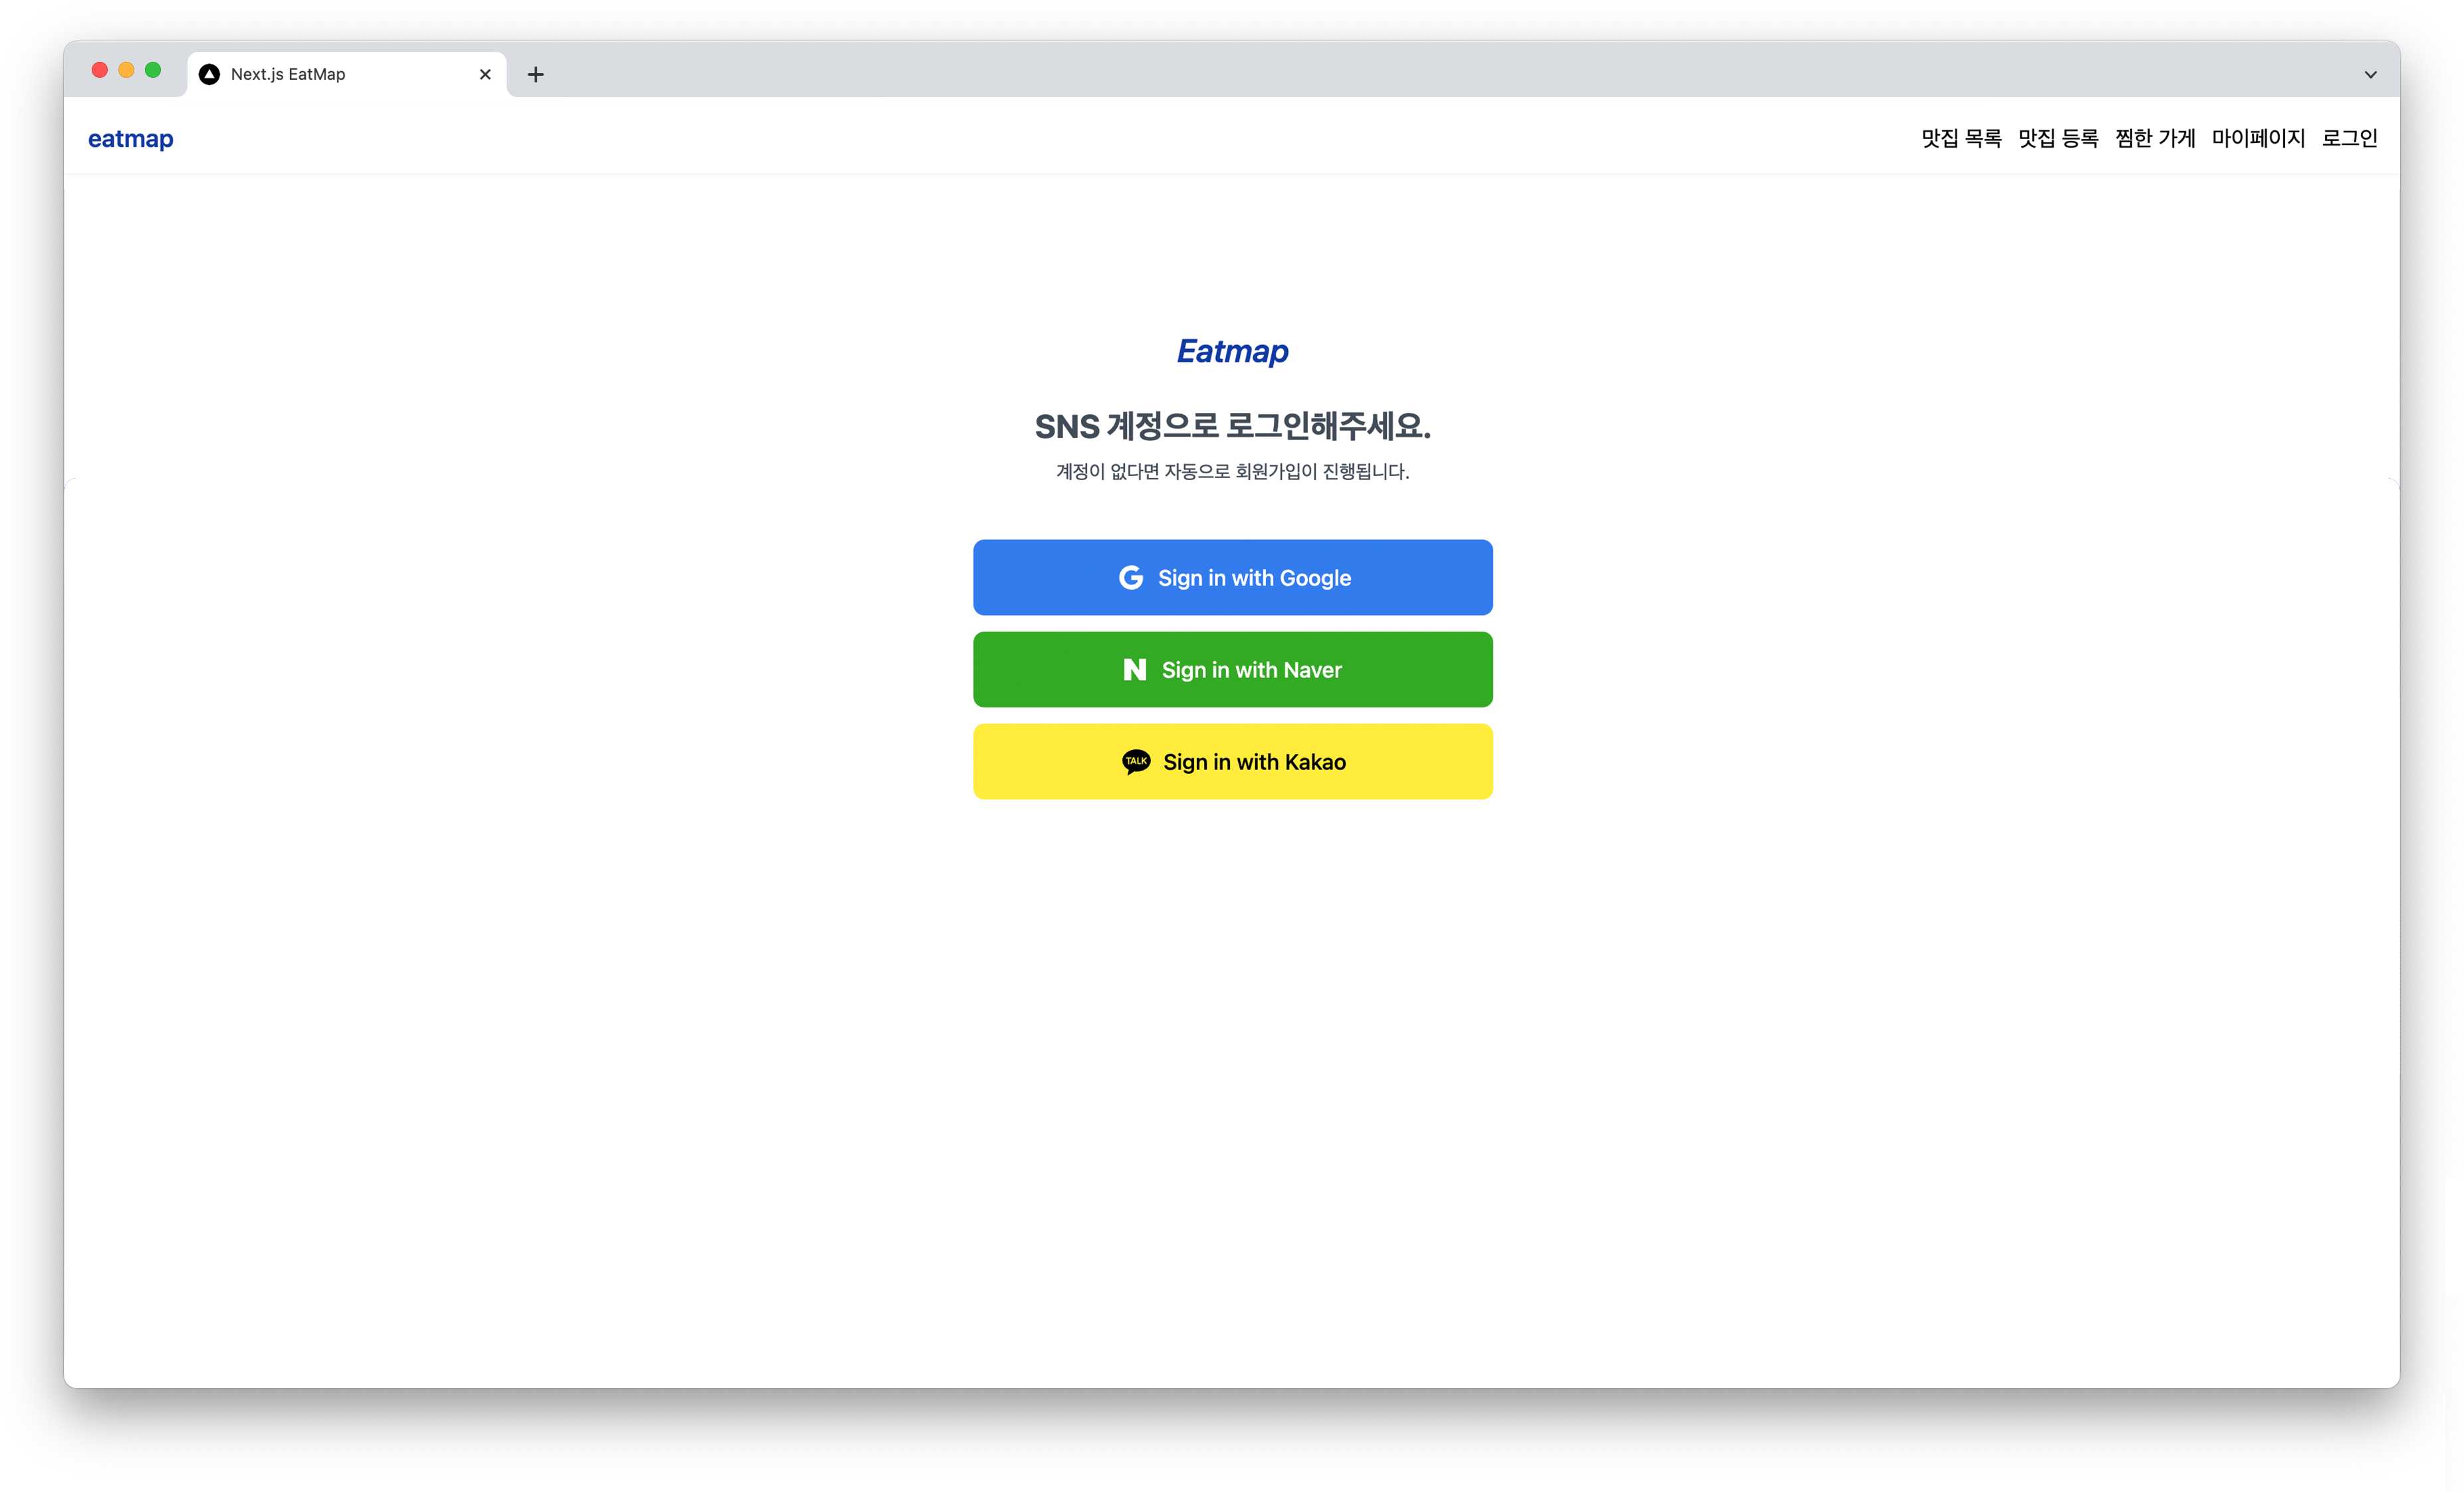 Next.js EatMap
eatmap
맛집 목록 맛집 등록 찜한 가게 마이페이지 로그인
Eatmap
SNS 계정으로 로그인해주세요.
계정이 없다면 자동으로 회원가입이 진행됩니다.
G Sign in with Google
N Sign in with Naver
TALK Sign in with Kakao